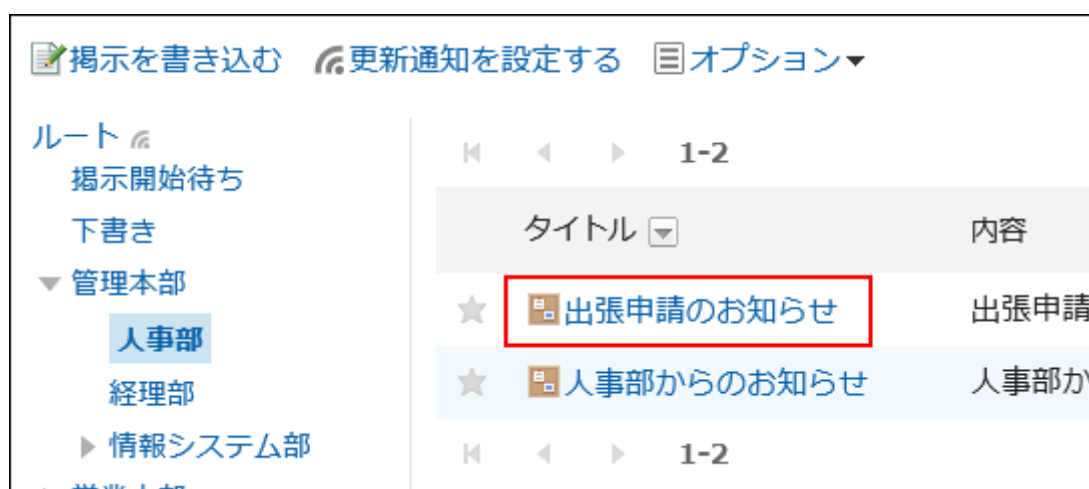 掲示を書き込む 更新通知を設定する オプション
ルート
掲示開始待ち
下書き
管理本部
人事部
経理部
情報システム部
1-2
タイトル 内容
出張申請のお知らせ 出張申請
人事部からのお知らせ 人事部か
1-2